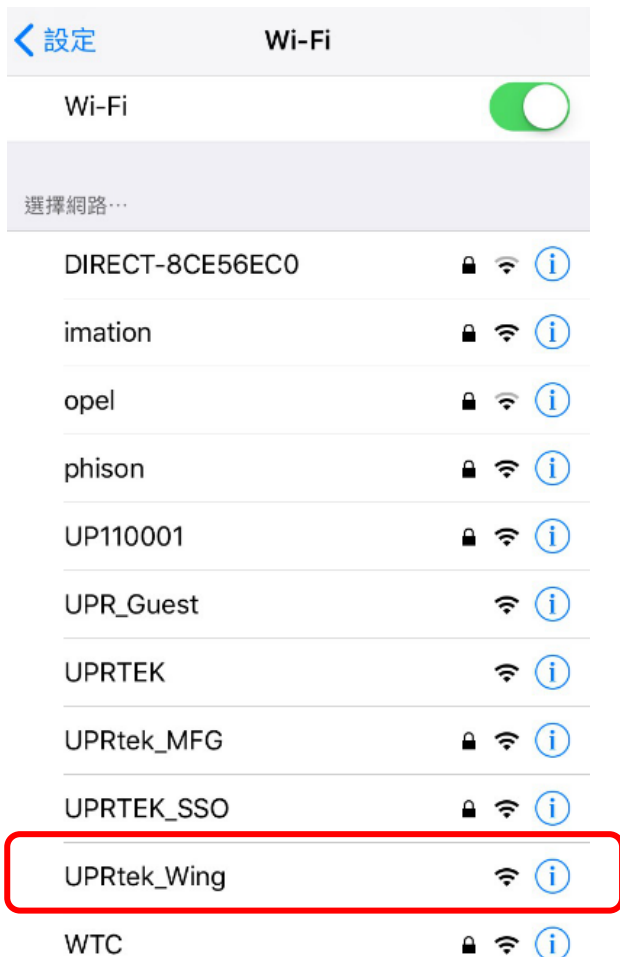 設定 Wi-Fi
Wi-Fi
選擇網路⋯
DIRECT-8CE56EC0
imation
opel
phison
UP110001
UPR_Guest
UPRTEK
UPRtek_MFG
UPRTEK_SSO
UPRtek_Wing
WTC